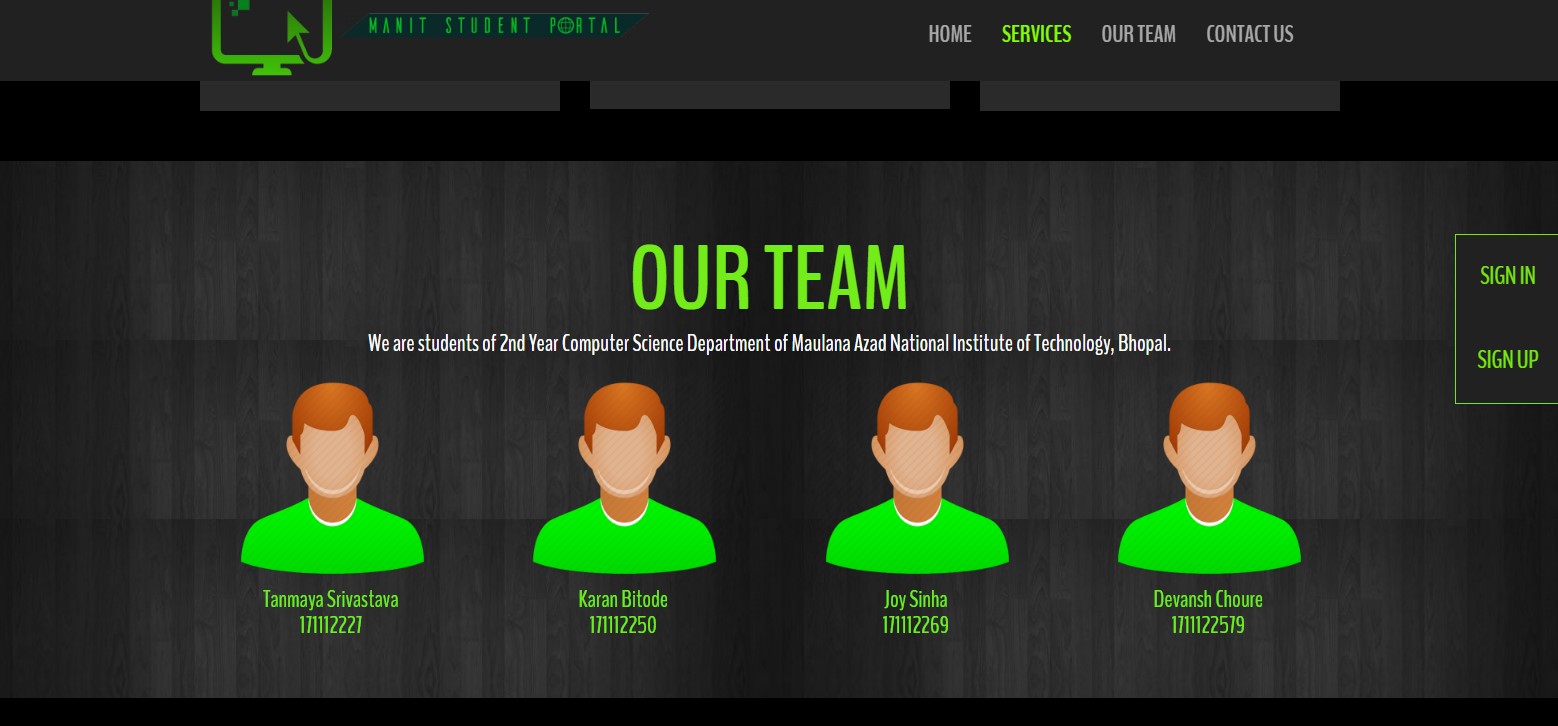 MANIT STUDENT PORTAL
HOME SERVICES OUR TEAM CONTACT US
OUR TEAM
SIGN IN
We are students of 2nd Year Computer Science Department of Maulana Azad National Institute of Technology, Bhopal.
SIGN UP
Tanmaya Srivastava
171112227
Karan Bitode
171112250
Joy Sinha
171112269
Devansh Choure
1711122579